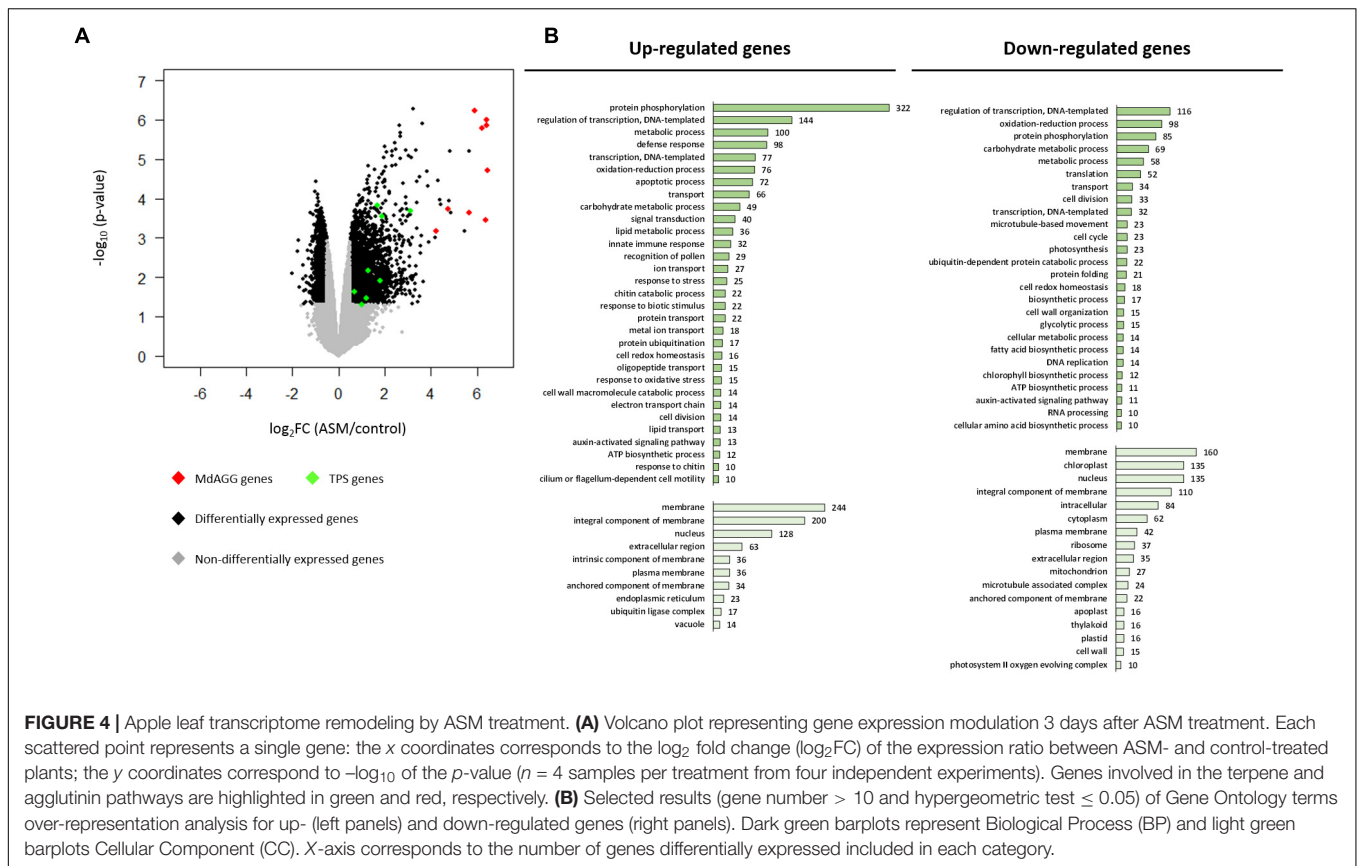 A
7
6
5
4
3
2
1
0
-log10 (p-value)
-6 -4 -2 0 2 4 6
log2FC (ASM/control)
MdAGG genes
TPS genes
Differentially expressed genes
Non-differentially expressed genes
B
Up-regulated genes
protein phosphorylation 322
regulation of transcription, DNA-templated 144
metabolic process 100
defense response 98
transcription, DNA-templated 77
oxidation-reduction process 76
apoptotic process 72
transport 66
carbohydrate metabolic process 49
signal transduction 40
lipid metabolic process 36
innate immune response 32
recognition of pollen 29
ion transport 27
response to stress 25
chitin catabolic process 22
response to biotic stimulus 22
protein transport 22
metal ion transport 18
protein ubiquitination 17
cell redox homeostasis 16
oligopeptide transport 15
response to oxidative stress 15
cell wall macromolecule catabolic process 14
electron transport chain 14
cell division 14
lipid transport 13
auxin-activated signaling pathway 13
ATP biosynthetic process 12
response to chitin 10
cilium or flagellum-dependent cell motility 10
membrane 244
integral component of membrane 200
nucleus 128
extracellular region 63
intrinsic component of membrane 36
plasma membrane 36
anchored component of membrane 34
endoplasmic reticulum 23
ubiquitin ligase complex 17
vacuole 14
Down-regulated genes
regulation of transcription, DNA-templated 116
oxidation-reduction process 98
protein phosphorylation 85
carbohydrate metabolic process 69
metabolic process 58
translation 52
transport 34
cell division 33
transcription, DNA-templated 32
microtubule-based movement 23
cell cycle 23
photosynthesis 23
ubiquitin-dependent protein catabolic process 22
protein folding 21
cell redox homeostasis 18
biosynthetic process 17
cell wall organization 15
glycolytic process 15
cellular metabolic process 14
fatty acid biosynthetic process 14
DNA replication 14
chlorophyll biosynthetic process 12
ATP biosynthetic process 11
auxin-activated signaling pathway 11
RNA processing 10
cellular amino acid biosynthetic process 10
membrane 160
chloroplast 135
nucleus 135
integral component of membrane 110
intracellular 84
cytoplasm 62
plasma membrane 42
ribosome 37
extracellular region 35
mitochondrion 27
microtubule associated complex 24
anchored component of membrane 22
apoplast 16
thylakoid 16
plastid 16
cell wall 15
photosystem II oxygen evolving complex 10
FIGURE 4 | Apple leaf transcriptome remodeling by ASM treatment. (A) Volcano plot representing gene expression modulation 3 days after ASM treatment. Each
scattered point represents a single gene: the x coordinates corresponds to the log2 fold change (log2FC) of the expression ratio between ASM- and control-treated
plants; the y coordinates correspond to –log10 of the p-value (n = 4 samples per treatment from four independent experiments). Genes involved in the terpene and
agglutinin pathways are highlighted in green and red, respectively. (B) Selected results (gene number > 10 and hypergeometric test ≤ 0.05) of Gene Ontology terms
over-representation analysis for up- (left panels) and down-regulated genes (right panels). Dark green barplots represent Biological Process (BP) and light green
barplots Cellular Component (CC). X-axis corresponds to the number of genes differentially expressed included in each category.